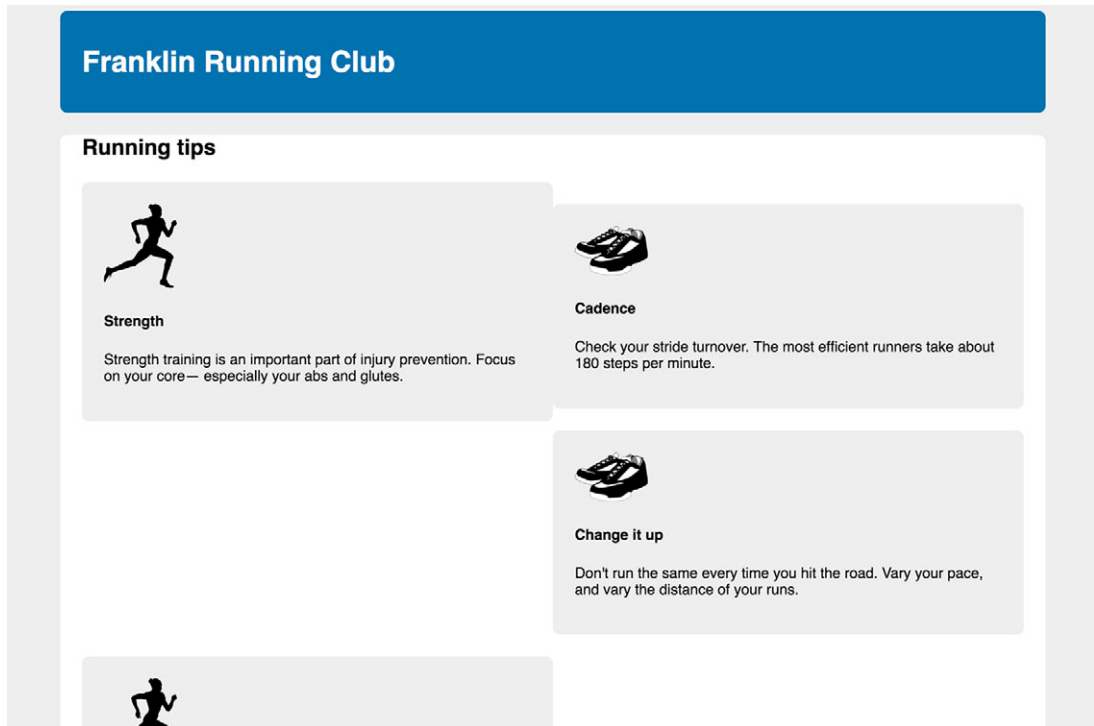 Franklin Running Club
Running tips
Strength
Strength training is an important part of injury prevention. Focus
on your core— especially your abs and glutes.
Cadence
Check your stride turnover. The most efficient runners take about
180 steps per minute.
Change it up
Don't run the same every time you hit the road. Vary your pace,
and vary the distance of your runs.